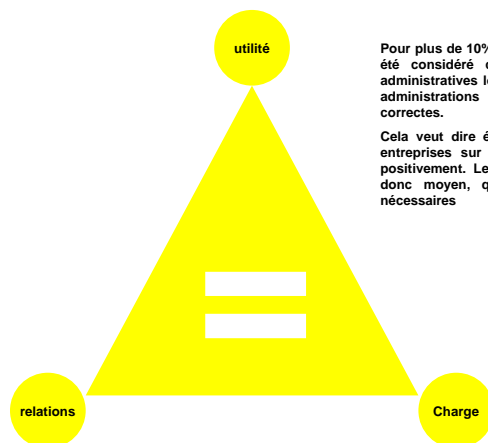 utilité
Pour plus de 10%
été considéré
administratives
administrations
correctes.
Cela veut dire
entreprises sur
positivement. Le
donc moyen,
nécessaires
relations
Charge